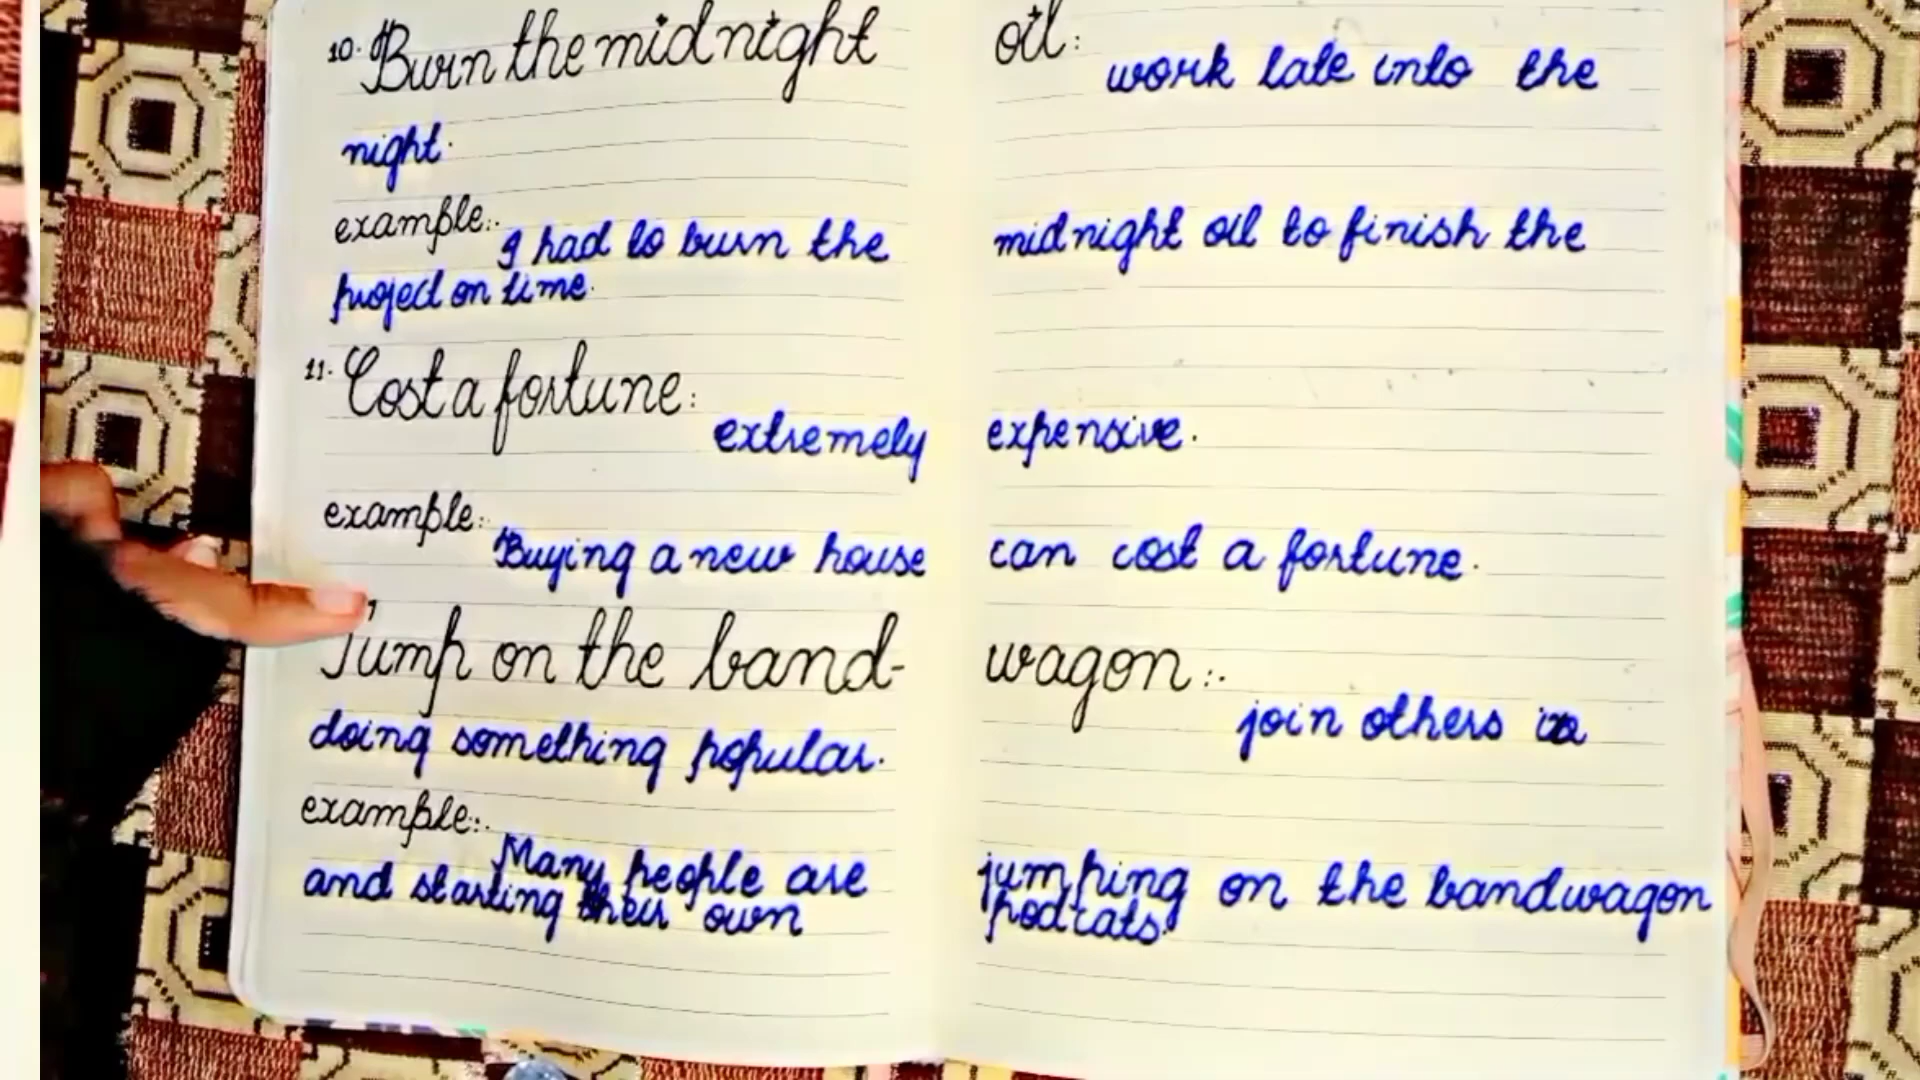 10. Burn the midnight oil:
work late into the
night.
example:. I had to burn the midnight oil to finish the
project on time.
11. Cost a fortune:
extremely expensive.
example: Buying a new house can cost a fortune.
Jump on the band-wagon:.
join others
doing something popular.
example:. Many people are jumping on the bandwagon
and starting their own podcats.